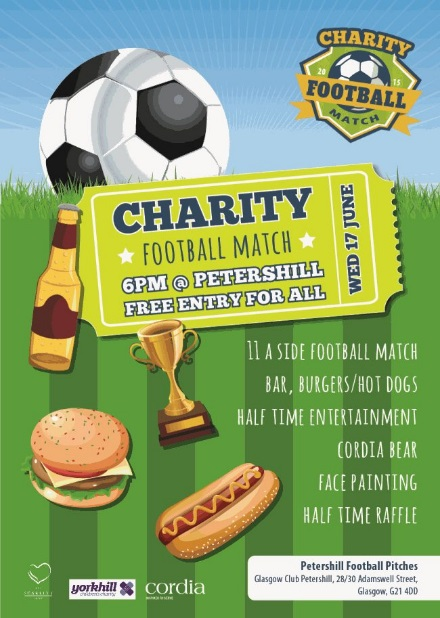 CHARITY
20 15
FOOTBALL
MATCH
CHARITY
FOOTBALL MATCH
6PM @ PETERSHILL
FREE ENTRY FOR ALL
WED 17 JUNE
11 A SIDE FOOTBALL MATCH
BAR, BURGERS/HOT DOGS
HALF TIME ENTERTAINMENT
CORDIA BEAR
FACE PAINTING
HALF TIME RAFFLE
Petershill Football Pitches
Glasgow Club Petershill, 28/30 Adamswell Street,
Glasgow, G21 4DD
yorkhill
children's charity
cordia